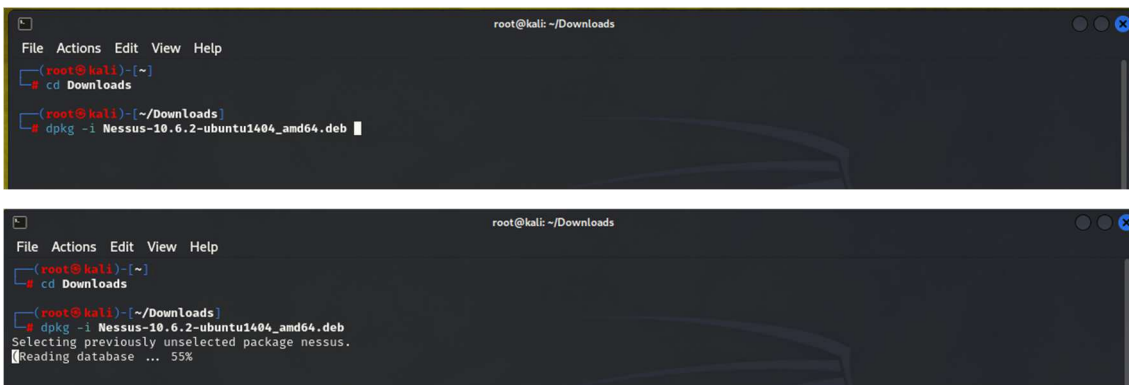 root@kali: ~/Downloads
File Actions Edit View Help
┌──(root㉿kali)-[~]
└─# cd Downloads
┌──(root㉿kali)-[~/Downloads]
└─# dpkg -i Nessus-10.6.2-ubuntu1404_amd64.deb
root@kali: ~/Downloads
File Actions Edit View Help
┌──(root㉿kali)-[~]
└─# cd Downloads
┌──(root㉿kali)-[~/Downloads]
└─# dpkg -i Nessus-10.6.2-ubuntu1404_amd64.deb
Selecting previously unselected package nessus.
(Reading database ... 55%